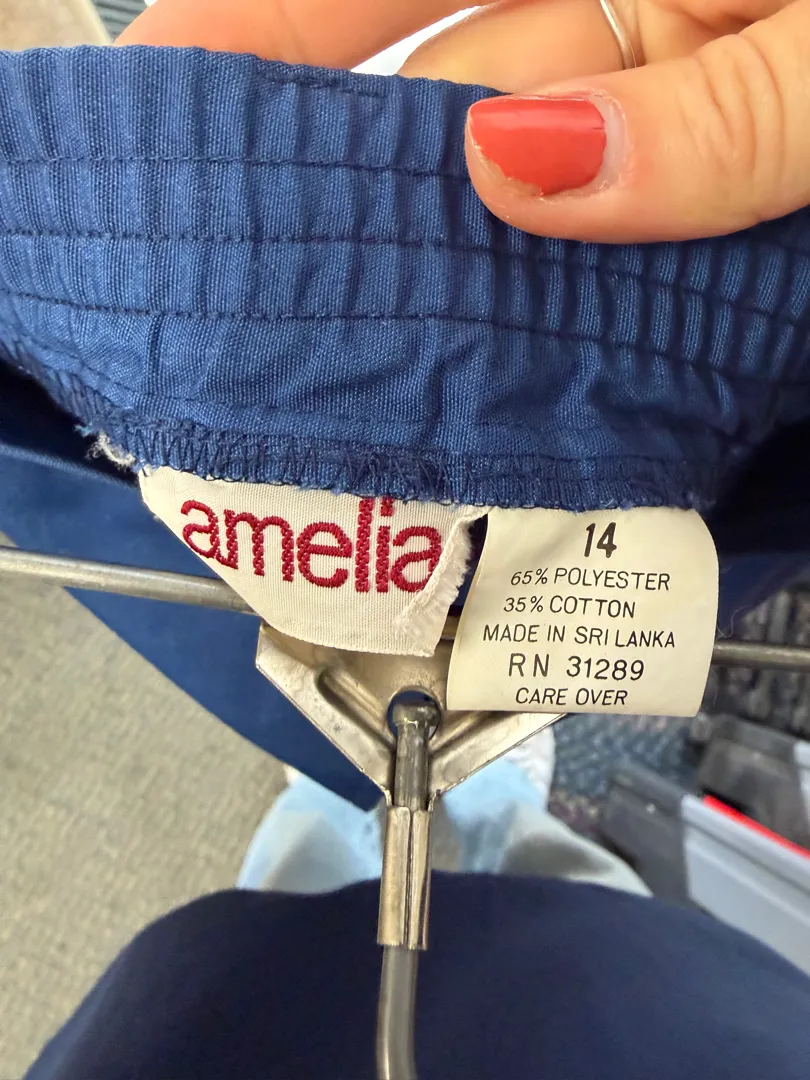 amelia
14
65% POLYESTER
35% COTTON
MADE IN SRI LANKA
RN 31289
CARE OVER